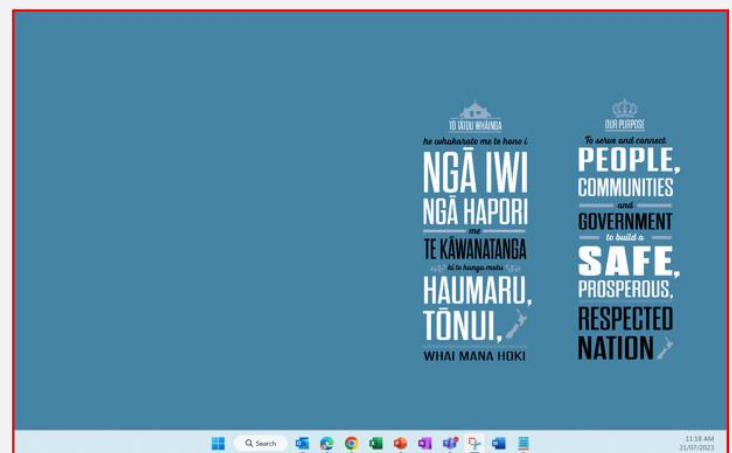 TŌ TĀTOU WHĀINGA
he whakarato me te hono i
NGĀ IWI
NGĀ HAPORI
me
TE KĀWANATANGA
ki te hanga motu
HAUMARU,
TŌNUI,
WHAI MANA HOKI
OUR PURPOSE
To serve and connect
PEOPLE,
COMMUNITIES
and
GOVERNMENT
to build a
SAFE,
PROSPEROUS,
RESPECTED
NATION
Search
11:18 AM
21/07/2023